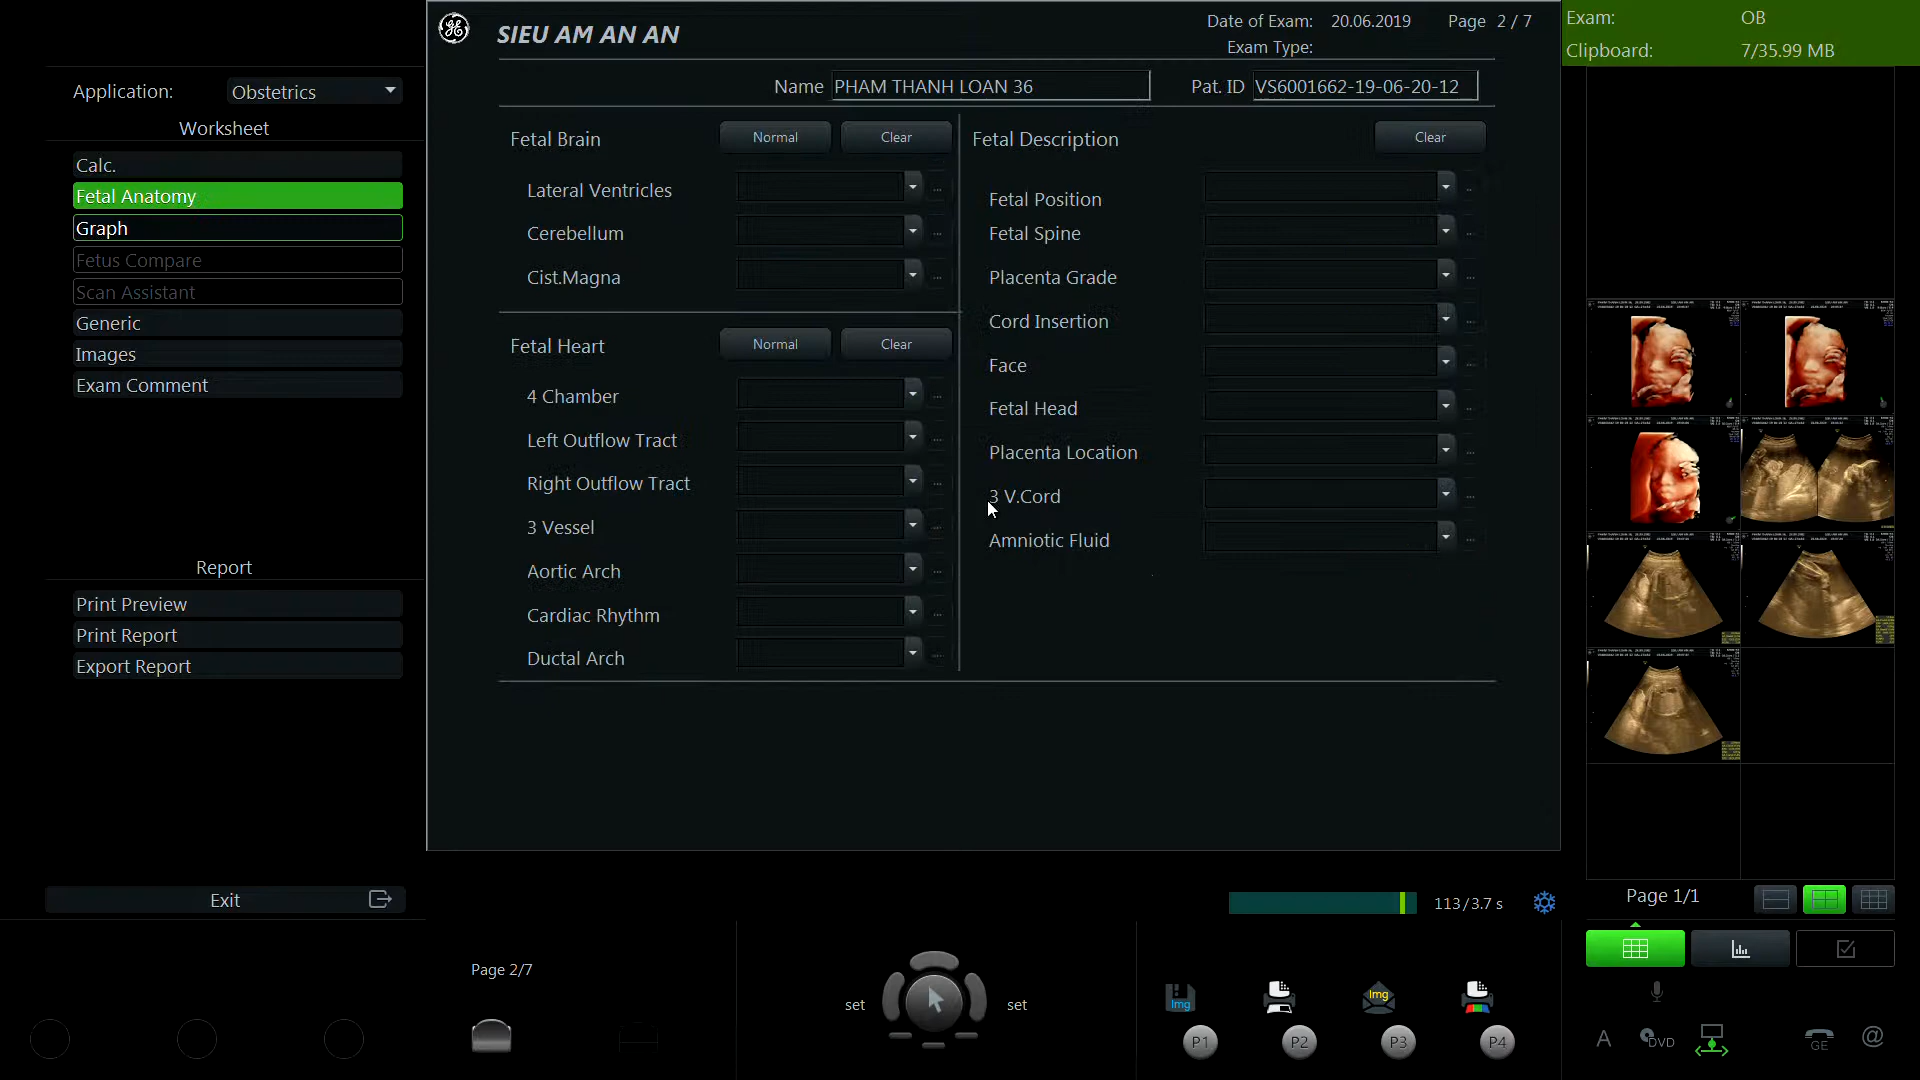 Application:
Obstetrics
Worksheet
Calc.
Fetal Anatomy
Graph
Fetus Compare
Scan Assistant
Generic
Images
Exam Comment
Report
Print Preview
Print Report
Export Report
Exit
SIEU AM AN AN
Date of Exam: 20.06.2019 Page 2 / 7
Exam Type:
Name PHAM THANH LOAN 36 Pat. ID VS6001662-19-06-20-12
Fetal Brain Normal Clear
Lateral Ventricles
Cerebellum
Cist.Magna
Fetal Heart Normal Clear
4 Chamber
Left Outflow Tract
Right Outflow Tract
3 Vessel
Aortic Arch
Cardiac Rhythm
Ductal Arch
Fetal Description Clear
Fetal Position
Fetal Spine
Placenta Grade
Cord Insertion
Face
Fetal Head
Placenta Location
3 V.Cord
Amniotic Fluid
Exam: OB
Clipboard: 7/35.99 MB
Page 1/1
113/3.7 s
Page 2/7
set set
Img Img
P1 P2 P3 P4
A DVD GE @